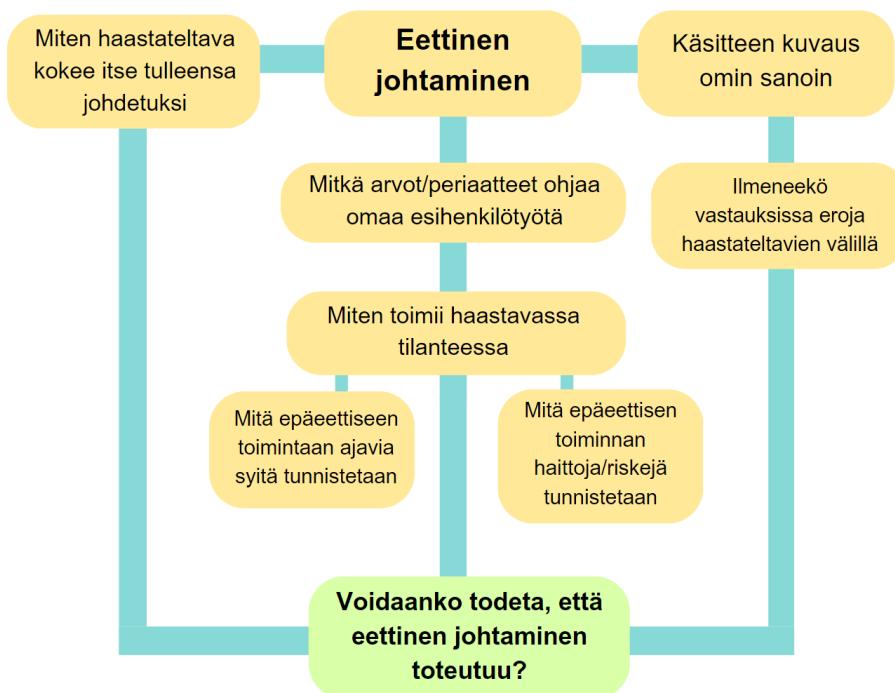 Miten haastateltava
kokee itse tulleensa
johdetuksi
Eettinen
johtaminen
Käsitteen kuvaus
omin sanoin
Mitkä arvot/periaatteet ohjaa
omaa esihenkilötyötä
Ilmeneekö
vastauksissa eroja
haastateltavien välillä
Miten toimii haastavassa
tilanteessa
Mitä epäeettiseen
toimintaan ajavia
syitä tunnistetaan
Mitä epäeettisen
toiminnan
haittoja/riskejä
tunnistetaan
Voidaanko todeta, että
eettinen johtaminen
toteutuu?